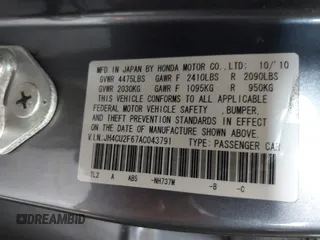 MFD. IN JAPAN BY HONDA MOTOR CO.,LTD: 10/'10
GVWR 4475LBS GAWR F 2410LBS R 2090LBS
GVWR 2030KG GAWR F 1095KG R 950KG
THIS VEHICLE CONFORMS TO ALL APPLICABLE
FEDERAL MOTOR VEHICLE SAFETY ,BUMPER,
AND THEFT PREVENTION STANDARDS IN EFFECT
ON THE DATE OF MANUFACTURE SHOWN ABOVE.
V.I.N.:JH4CU2F67AC043791 TYPE: PASSENGER CAR
TL2 A ABS -NH737M -B -C
AUTOBIDCAR